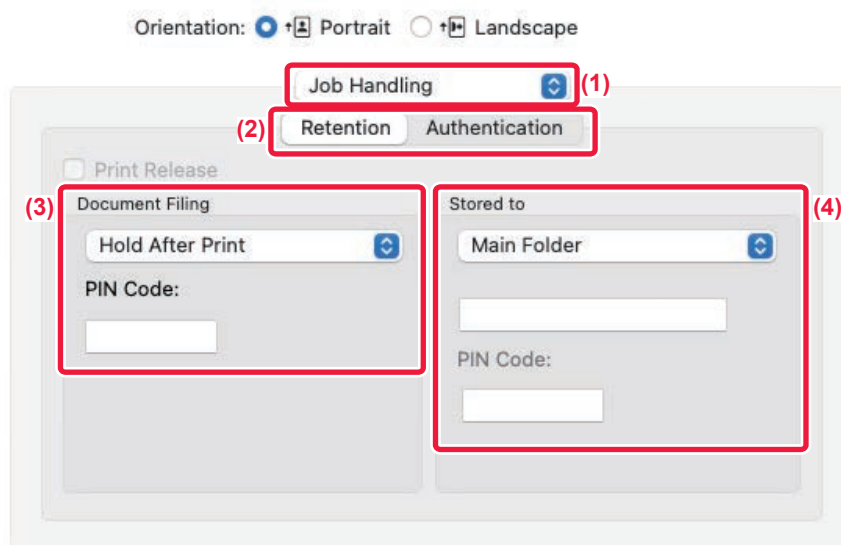 Orientation: Portrait Landscape
Job Handling (1)
(2) Retention Authentication
Print Release
(3) Document Filing
Hold After Print
PIN Code:
Stored to (4)
Main Folder
PIN Code: